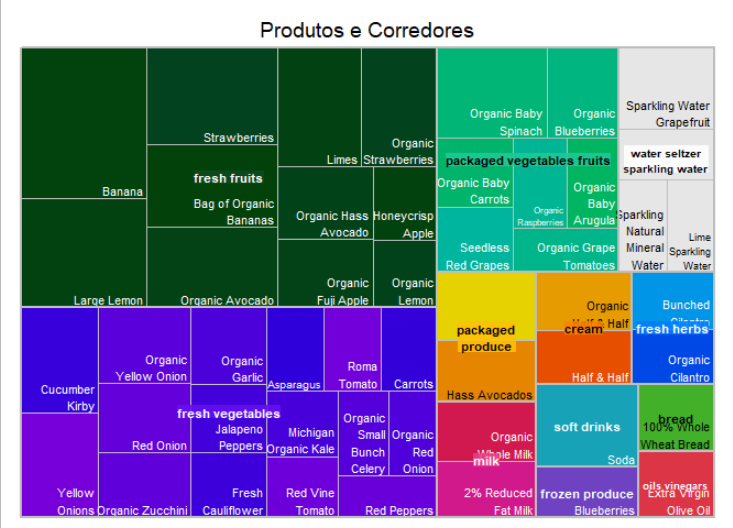 Produtos e Corredores
Banana
Large Lemon
Strawberries
fresh fruits
Bag of Organic
Bananas
Organic Avocado
Limes
Organic
Strawberries
Organic Hass
Avocado
Honeycrisp
Apple
Organic
Fuji Apple
Organic
Lemon
Organic Baby
Spinach
Organic
Blueberries
packaged vegetables fruits
Organic Baby
Carrots
Organic
Raspberries
Organic
Baby
Arugula
Seedless
Red Grapes
Organic Grape
Tomatoes
Sparkling Water
Grapefruit
water seltzer
sparkling water
Sparkling
Natural
Mineral
Water
Lime
Sparkling
Water
Cucumber
Kirby
Yellow
Onions
Organic
Yellow Onion
Organic
Garlic
Asparagus
Roma
Tomato
Carrots
fresh vegetables
Red Onion
Jalapeno
Peppers
Michigan
Organic Kale
Organic
Small
Bunch
Celery
Organic
Red
Onion
Organic Zucchini
Fresh
Cauliflower
Red Vine
Tomato
Red Peppers
packaged
produce
Hass Avocados
Organic
Half & Half
cream
Half & Half
Bunched
Cilantro
fresh herbs
Organic
Cilantro
Organic
Whole Milk
milk
2% Reduced
Fat Milk
soft drinks
Soda
bread
100% Whole
Wheat Bread
frozen produce
Blueberries
oils vinegars
Extra Virgin
Olive Oil